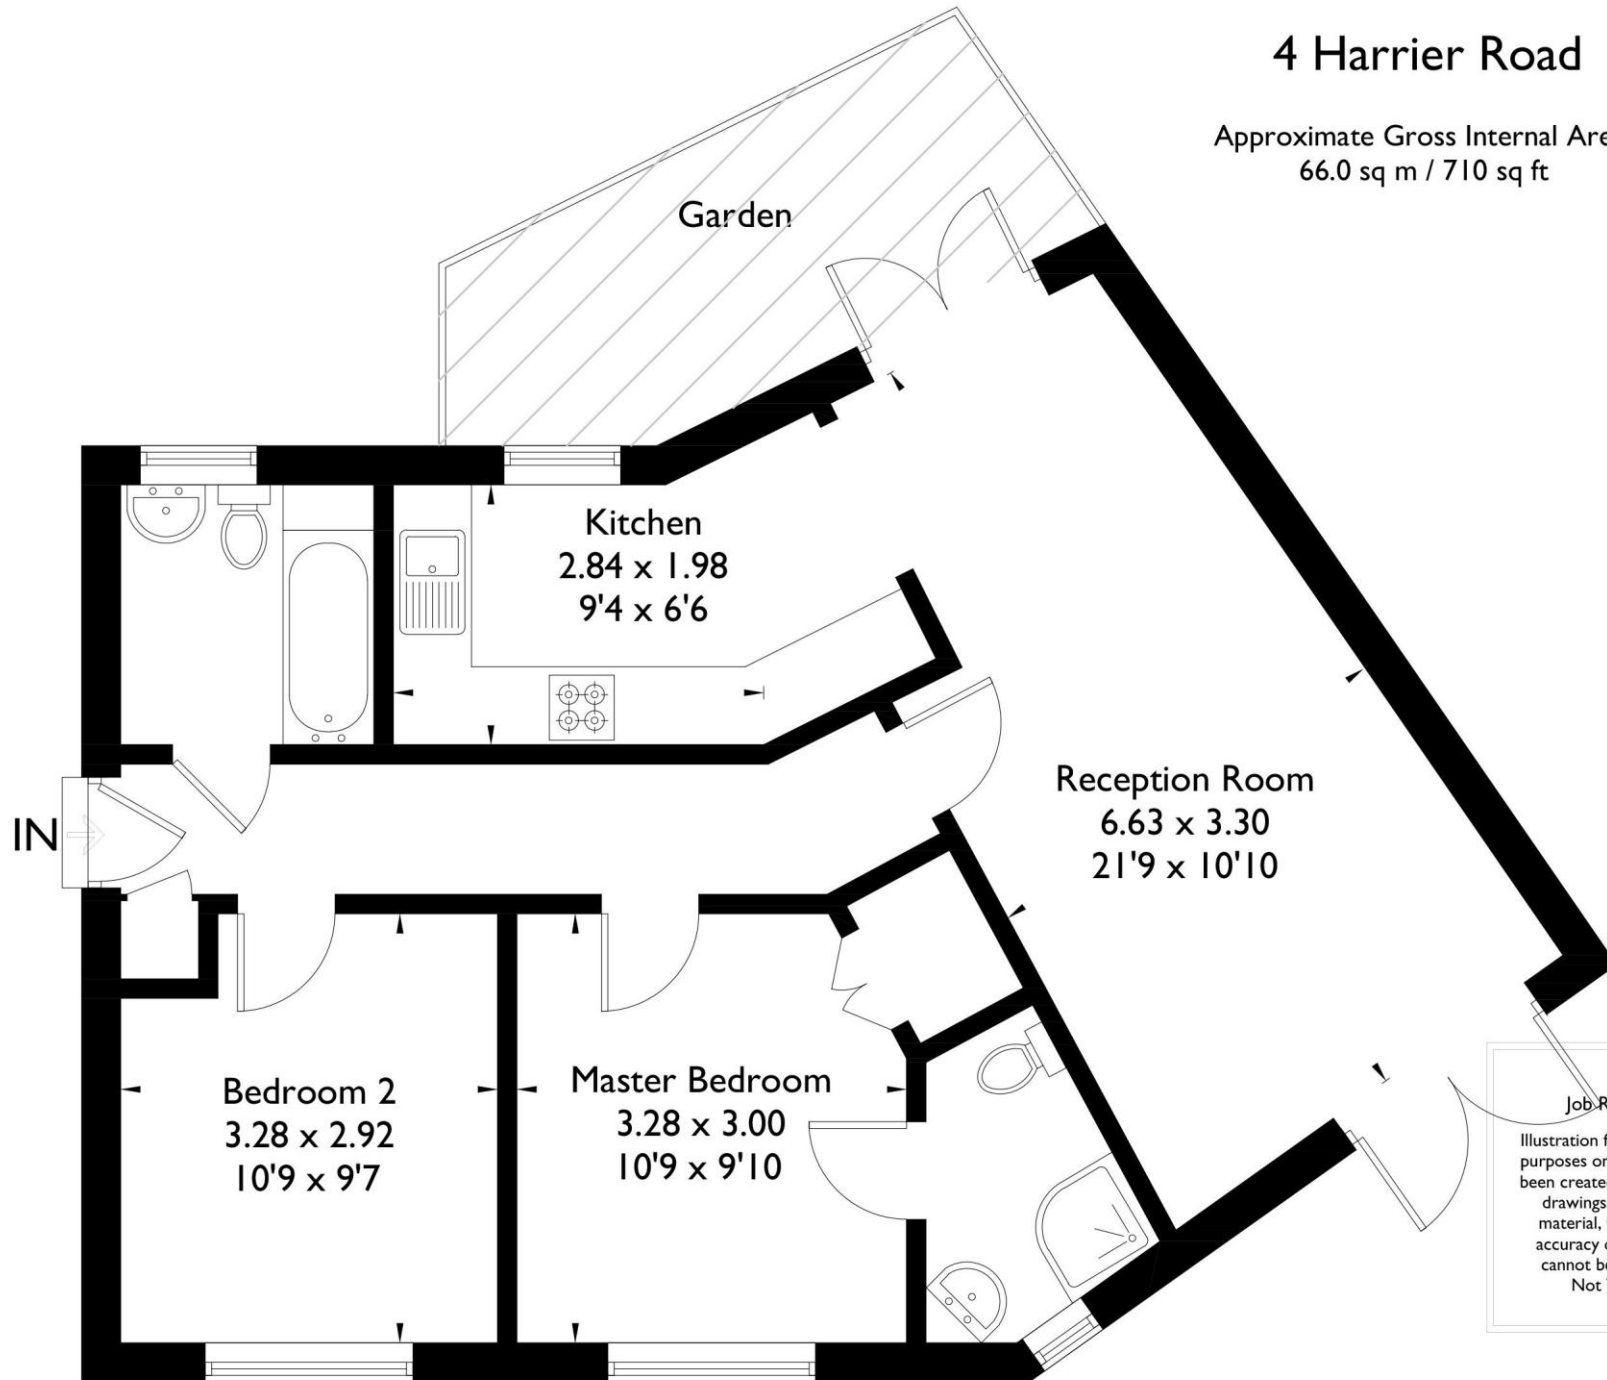 4 Harrier Road
Approximate Gross Internal Are
66.0 sq m / 710 sq ft
Garden
Kitchen
2.84 x 1.98
9'4 x 6'6
IN
Reception Room
6.63 x 3.30
21'9 x 10'10
Bedroom 2
3.28 x 2.92
10'9 x 9'7
Master Bedroom
3.28 x 3.00
10'9 x 9'10
Job R
Illustration f
purposes or
been create
drawings
material,
accuracy
cannot b
Not